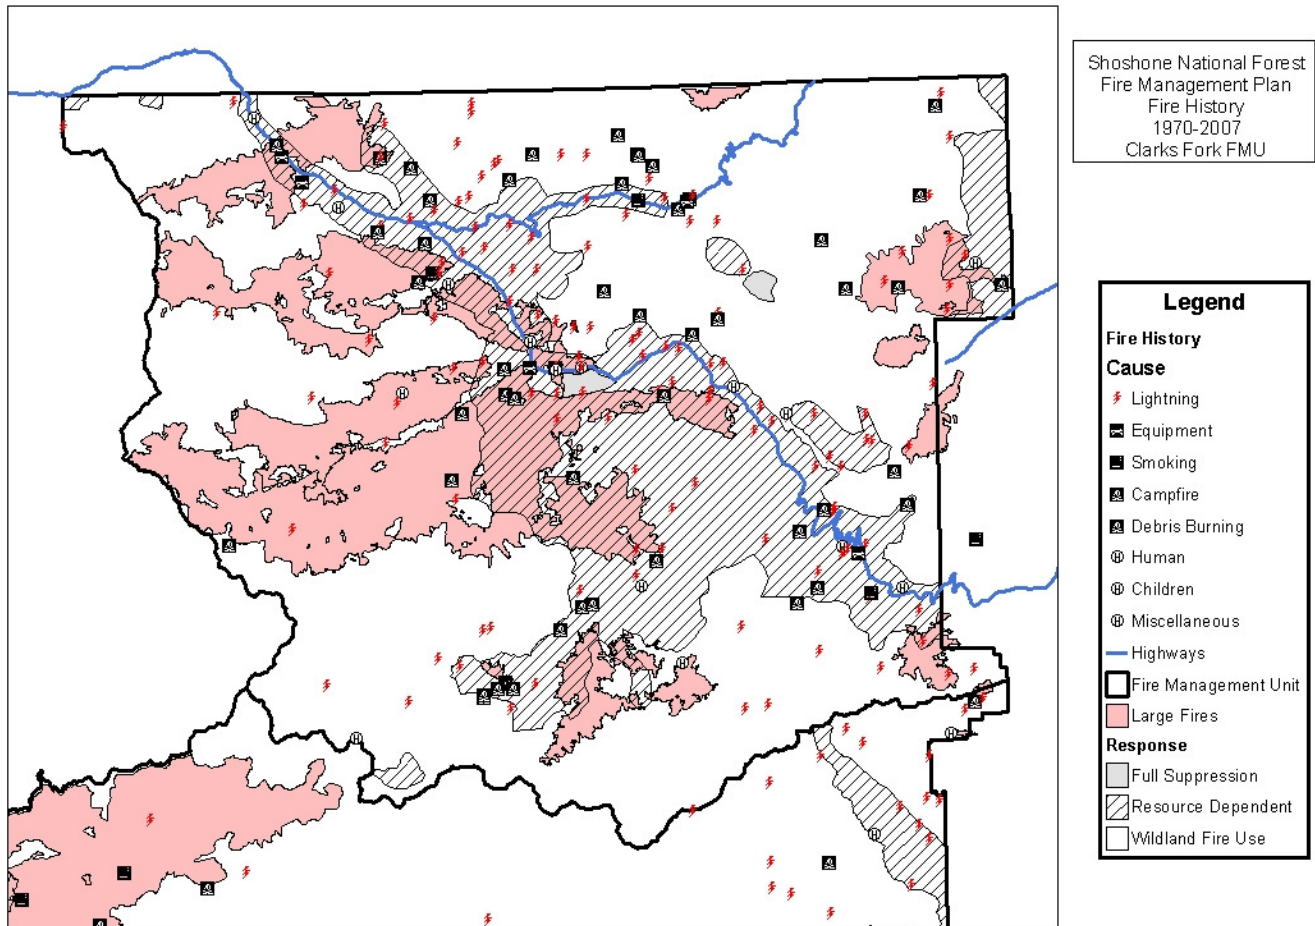 Shoshone National Forest
Fire Management Plan
Fire History
1970-2007
Clarks Fork FMU
Legend
Fire History
Cause
Lightning
Equipment
Smoking
Campfire
Debris Burning
Human
Children
Miscellaneous
Highways
Fire Management Unit
Large Fires
Response
Full Suppression
Resource Dependent
Wildland Fire Use